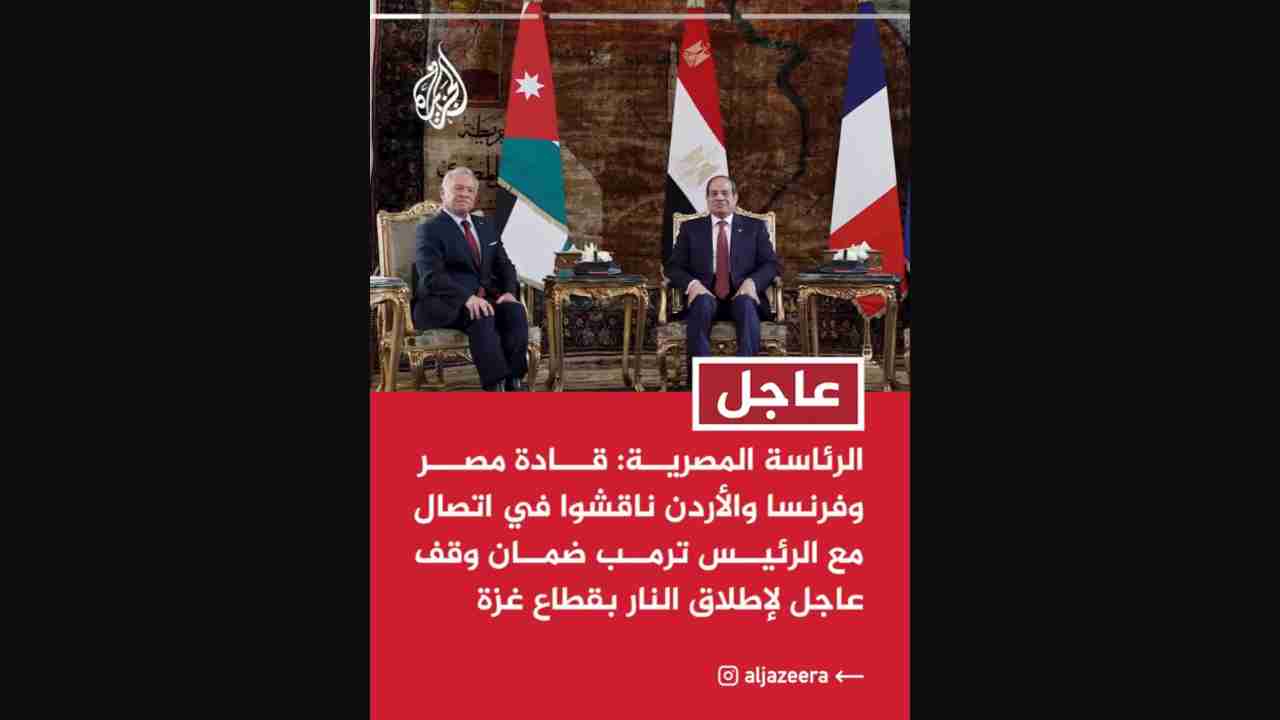 الجزيرة
عاجل
الرئاسة المصرية: قادة مصر
وفرنسا والأردن ناقشوا في اتصال
مع الرئيس ترمب ضمان وقف
عاجل لإطلاق النار بقطاع غزة
aljazeera